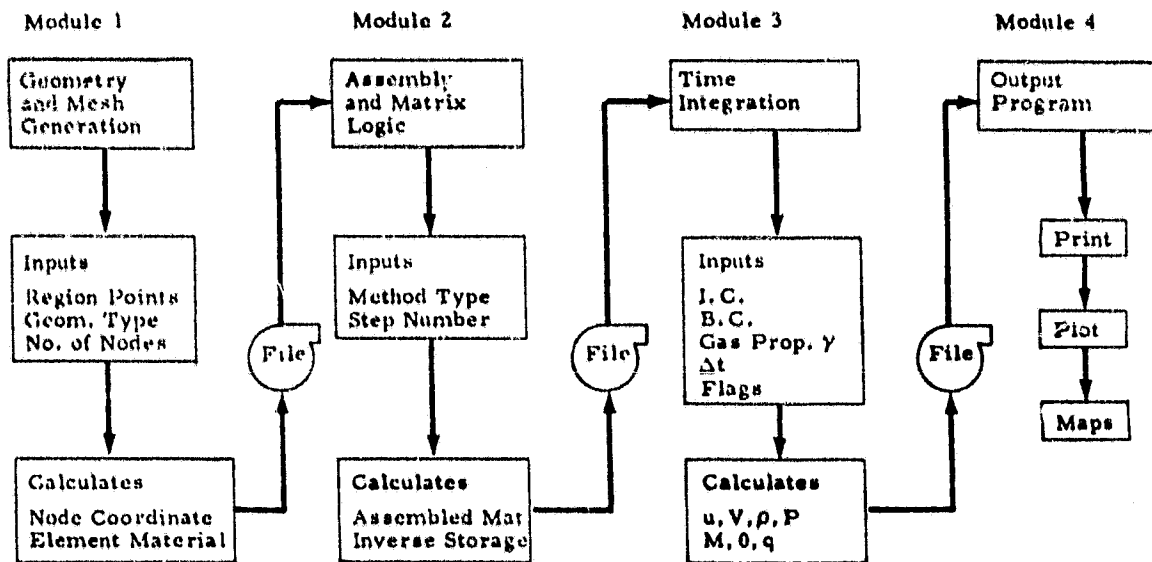 Module 1
Geometry
and Mesh
Generation
Inputs
Region Points
Geom. Type
No. of Nodes
Calculates
Node Coordinate
Element Material
File
Module 2
Assembly
and Matrix
Logic
Inputs
Method Type
Step Number
Calculates
Assembled Mat
Inverse Storage
File
Module 3
Time
Integration
Inputs
I.C.
B.C.
Gas Prop. γ
Δt
Flags
Calculates
u, V, ρ, P
M, 0, q
File
Module 4
Output
Program
Print
Plot
Maps